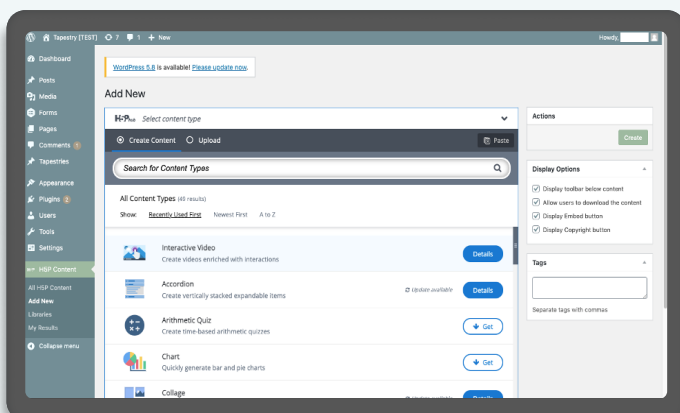 Tapestry [TEST] 7 1 + New Howdy,
Dashboard
Posts
Media
Forms
Pages
Comments 1
Tapestries
Appearance
Plugins 2
Users
Tools
Settings
H5P Content
All H5P Content
Add New
Libraries
My Results
Collapse menu
WordPress 5.8 is available! Please update now.
Add New
H5P Hub Select content type
Create Content Upload Paste
Search for Content Types
All Content Types (49 results)
Show: Recently Used First Newest First A to Z
Interactive Video
Create videos enriched with interactions
Details
Accordion
Create vertically stacked expandable items
Update available Details
Arithmetic Quiz
Create time-based arithmetic quizzes
Get
Chart
Quickly generate bar and pie charts
Get
Collage
Update available Details
Actions
Create
Display Options
Display toolbar below content
Allow users to download the content
Display Embed button
Display Copyright button
Tags
Separate tags with commas